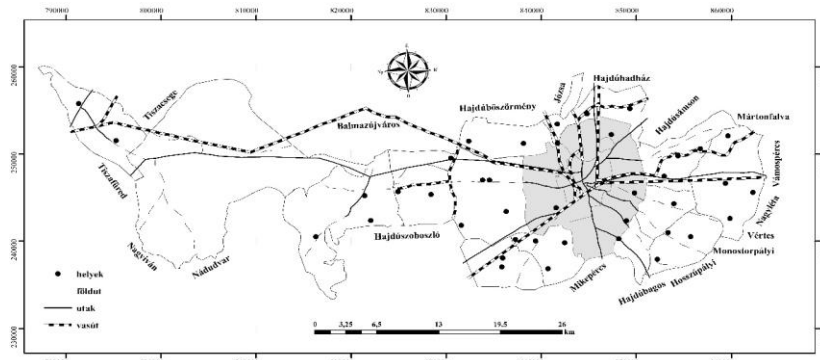 790000 800000 810000 820000 830000 840000 850000 860000
260000
250000
240000
230000
Tiszacsege
Tiszafüred
Nagyiván
Nádudvar
Balmazújváros
Hajdúszoboszló
Hajdúböszörmény
Józsa
Hajdúhadház
Hajdúsámson
Mártonfalva
Vámospércs
Nagyléta
Vértes
Monostorpályi
Hosszúpályi
Hajdúbagos
Mikepércs
helyek
földut
utak
vasút
0 3,25 6,5 13 19,5 26